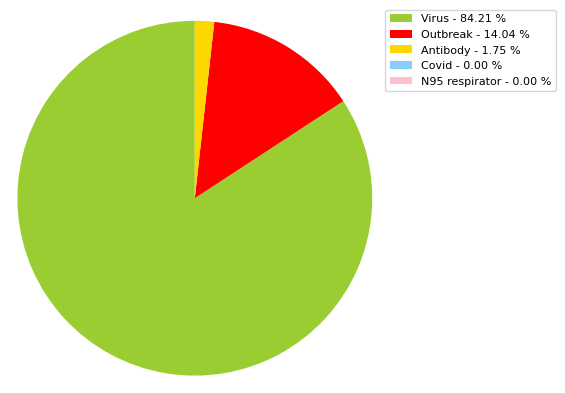 Virus - 84.21 %
Outbreak - 14.04 %
Antibody - 1.75 %
Covid - 0.00 %
N95 respirator - 0.00 %